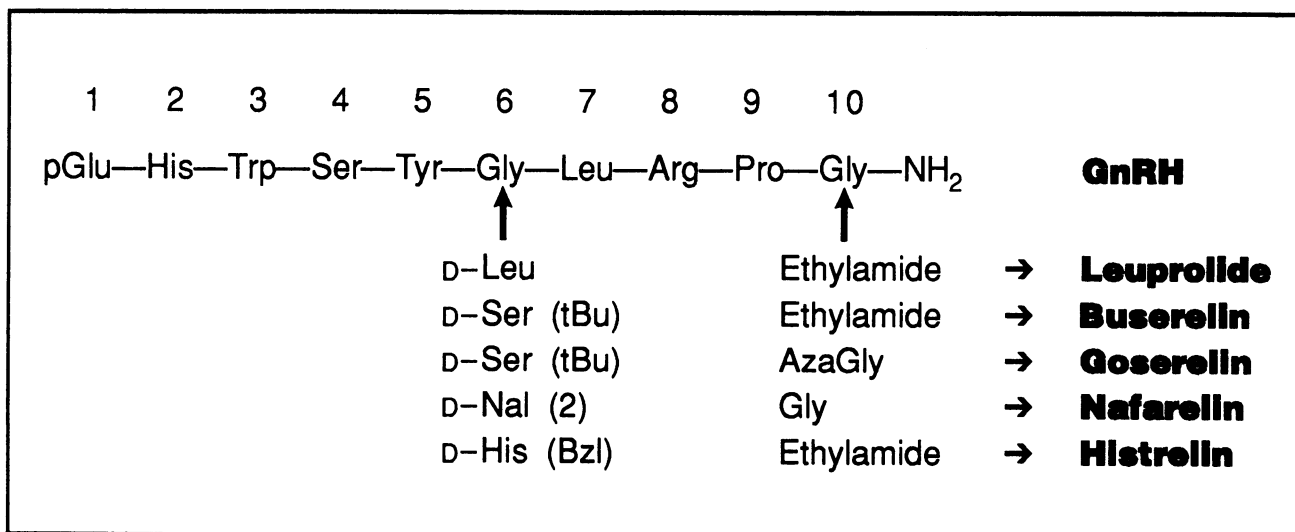 1 2 3 4 5 6 7 8 9 10
pGlu—His—Trp—Ser—Tyr—Gly—Leu—Arg—Pro—Gly—NH₂ GnRH
D–Leu Ethylamide → Leuprolide
D–Ser (tBu) Ethylamide → Buserelin
D–Ser (tBu) AzaGly → Goserelin
D–Nal (2) Gly → Nafarelin
D–His (Bzl) Ethylamide → Histrelin